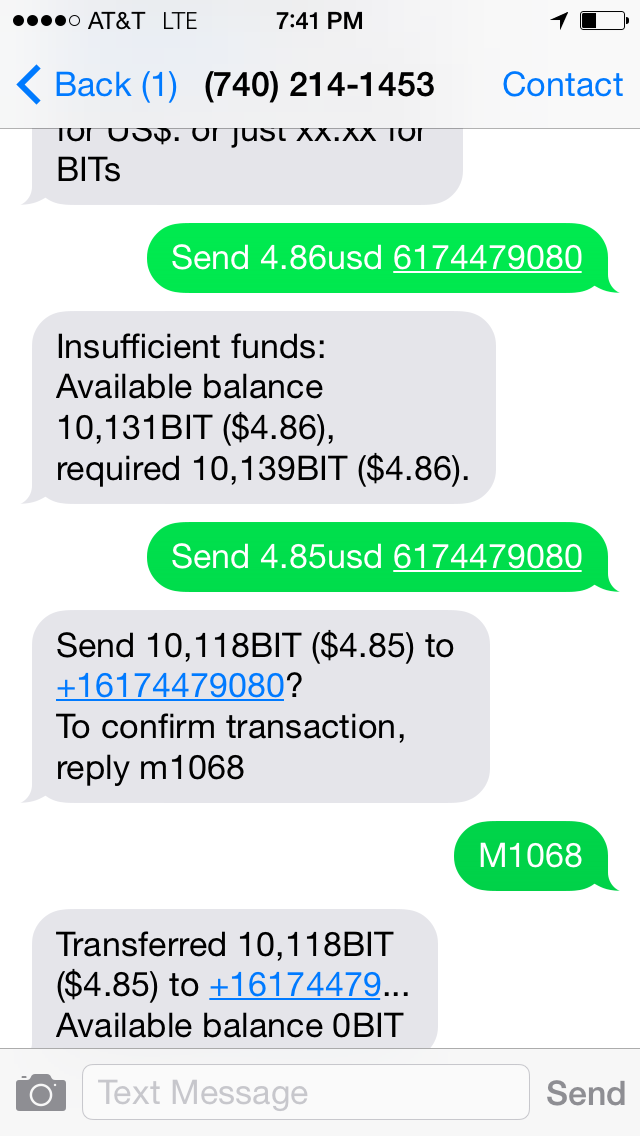 AT&T LTE 7:41 PM
Back (1) (740) 214-1453 Contact
for US$. or just xx.xx for
BITs
Send 4.86usd 6174479080
Insufficient funds:
Available balance
10,131BIT ($4.86),
required 10,139BIT ($4.86).
Send 4.85usd 6174479080
Send 10,118BIT ($4.85) to
+16174479080?
To confirm transaction,
reply m1068
M1068
Transferred 10,118BIT
($4.85) to +16174479...
Available balance 0BIT
Text Message Send